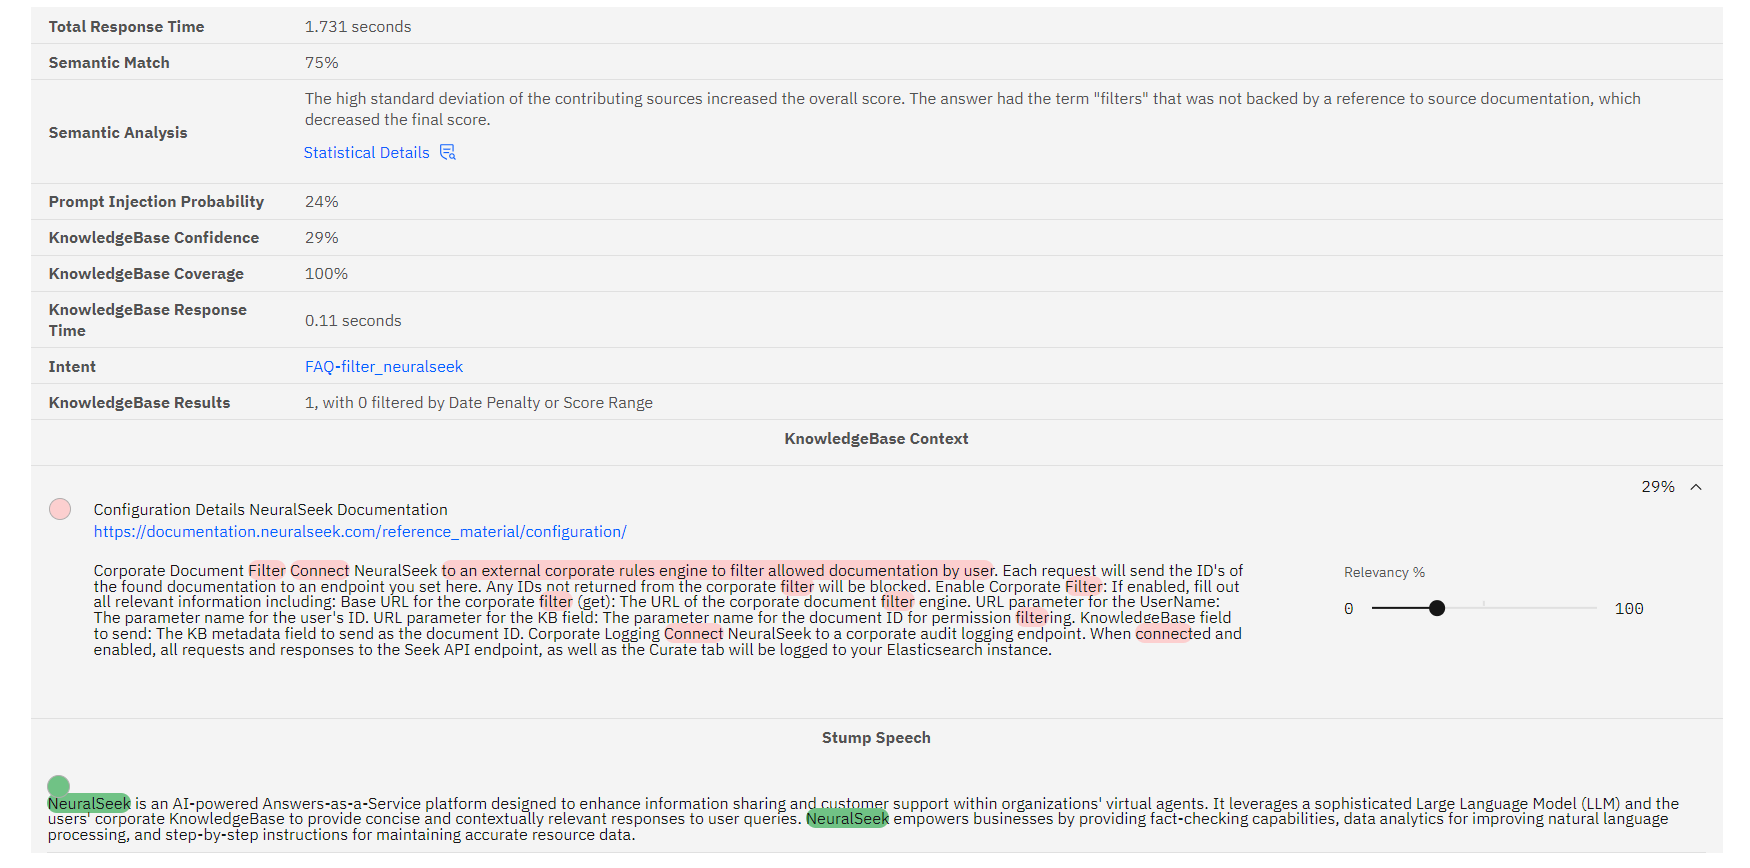 Total Response Time 1.731 seconds
Semantic Match 75%
Semantic Analysis The high standard deviation of the contributing sources increased the overall score. The answer had the term "filters" that was not backed by a reference to source documentation, which
decreased the final score.
Statistical Details
Prompt Injection Probability 24%
KnowledgeBase Confidence 29%
KnowledgeBase Coverage 100%
KnowledgeBase Response
Time 0.11 seconds
Intent FAQ-filter_neuralseek
KnowledgeBase Results 1, with 0 filtered by Date Penalty or Score Range
KnowledgeBase Context
29%
Configuration Details NeuralSeek Documentation
https://documentation.neuralseek.com/reference_material/configuration/
Corporate Document Filter Connect NeuralSeek to an external corporate rules engine to filter allowed documentation by user. Each request will send the ID's of
the found documentation to an endpoint you set here. Any IDs not returned from the corporate filter will be blocked. Enable Corporate Filter: If enabled, fill out
all relevant information including: Base URL for the corporate filter (get): The URL of the corporate document filter engine. URL parameter for the UserName:
The parameter name for the user's ID. URL parameter for the KB field: The parameter name for the document ID for permission filtering. KnowledgeBase field
to send: The KB metadata field to send as the document ID. Corporate Logging Connect NeuralSeek to a corporate audit logging endpoint. When connected and
enabled, all requests and responses to the Seek API endpoint, as well as the Curate tab will be logged to your Elasticsearch instance.
Relevancy %
0 100
Stump Speech
NeuralSeek is an AI-powered Answers-as-a-Service platform designed to enhance information sharing and customer support within organizations' virtual agents. It leverages a sophisticated Large Language Model (LLM) and the
users' corporate KnowledgeBase to provide concise and contextually relevant responses to user queries. NeuralSeek empowers businesses by providing fact-checking capabilities, data analytics for improving natural language
processing, and step-by-step instructions for maintaining accurate resource data.